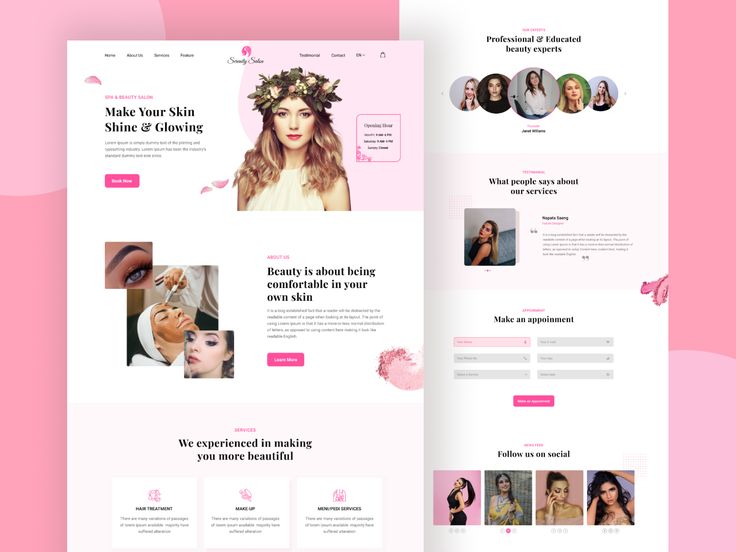 Home
About Us
Services
Feature
Serenity Salon
Testimonial
Contact
EN
SPA & BEAUTY SALON
Make Your Skin
Shine & Glowing
Lorem Ipsum is simply dummy text of the printing and
typesetting industry. Lorem Ipsum has been the industry's
standard dummy text ever since.
Book Now
Opening Hour
Saturday: 9 AM- 4 PM
Sunday: Closed
ABOUT US
Beauty is about being
comfortable in your
own skin
It is a long established fact that a reader will be distracted by the
readable content of a page when looking at its layout. The point of
using Lorem Ipsum is that it has a more-or-less normal distribution
of letters, as opposed to using content here making it look like
readable English.
Learn More
SERVICES
We experienced in making
you more beautiful
HAIR TREATMENT
There are many variations of passages
of lorem ipsum available majority have
suffered alteration
MAKE-UP
There are many variations of passages
of lorem ipsum available majority have
suffered alteration
MENI/PEDI SERVICES
There are many variations of passages
of lorem ipsum available majority have
suffered alteration
OUR EXPERTS
Professional & Educated
beauty experts
Founder
Janet Williams
TESTIMONIAL
What people says about
our services
Napata Saeng
Fashion Designer
It is a long established fact that a reader will be distracted by the
readable content of a page when looking at its layout. The point of
using Lorem Ipsum is that it has a more-or-less normal distribution of
letters, as opposed to using Content here content here, making it
look like readable English.
APPOINMENT
Make an appoinment
Your Name
Your E-mail
Your Phone No.
Select a Service
Select Date
Make an Appoinment
NEWS FEED
Follow us on social